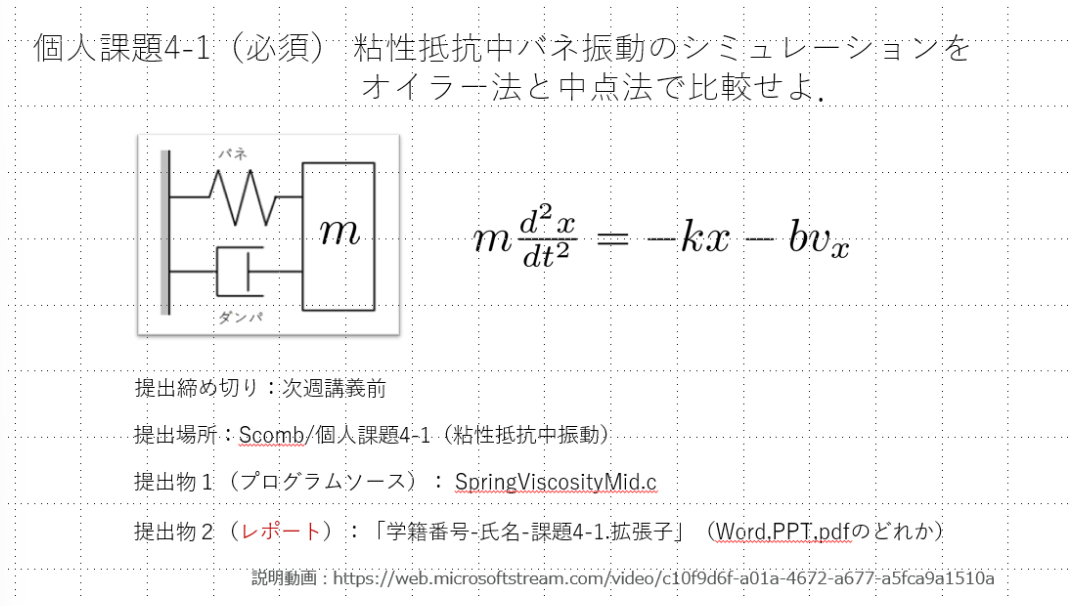 個人課題4-1（必須） 粘性抵抗中バネ振動のシミュレーションを
オイラー法と中点法で比較せよ.
バネ
m
ダンパ
m d²x/dt² = −kx − bvₓ
提出締め切り：次週講義前
提出場所：Scomb/個人課題4-1（粘性抵抗中振動）
提出物１（プログラムソース）： SpringViscosityMid.c
提出物２（レポート）：「学籍番号-氏名-課題4-1.拡張子」（Word,PPT,pdfのどれか）
説明動画：https://web.microsoftstream.com/video/c10f9d6f-a01a-4672-a677-a5fca9a1510a